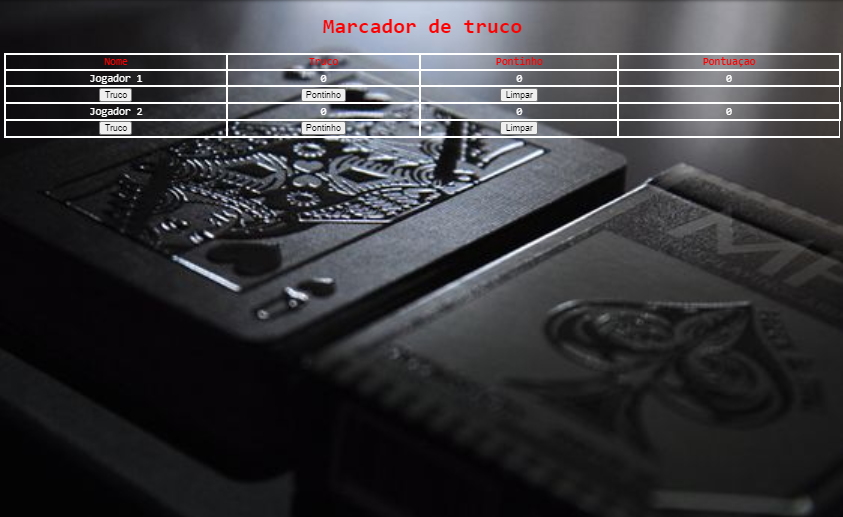 Marcador de truco
Nome Truco Pontinho Pontuaçao
Jogador 1 0 0 0
Truco Pontinho Limpar
Jogador 2 0 0 0
Truco Pontinho Limpar